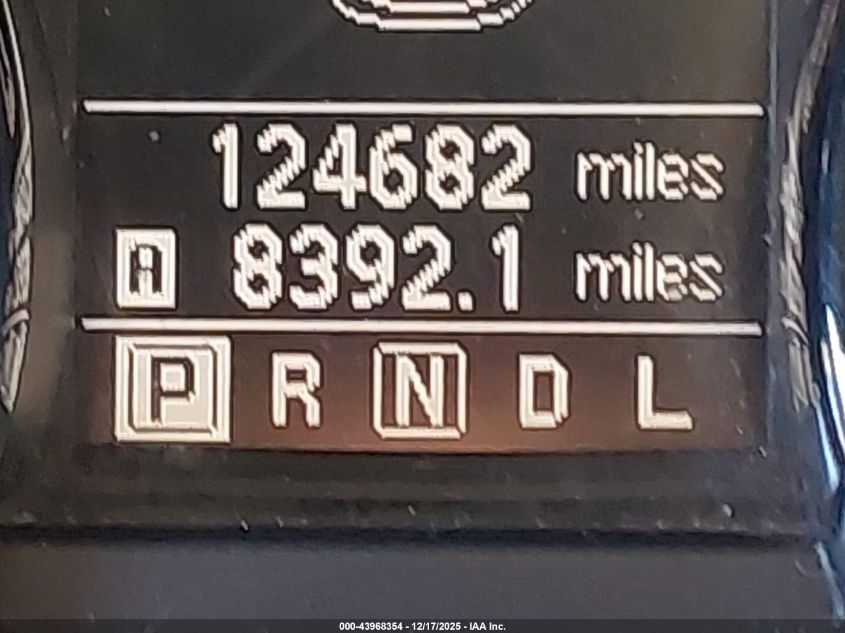 124682 miles
A 8392.1 miles
P R N D L
000-43968354 - 12/17/2025 - IAA Inc.